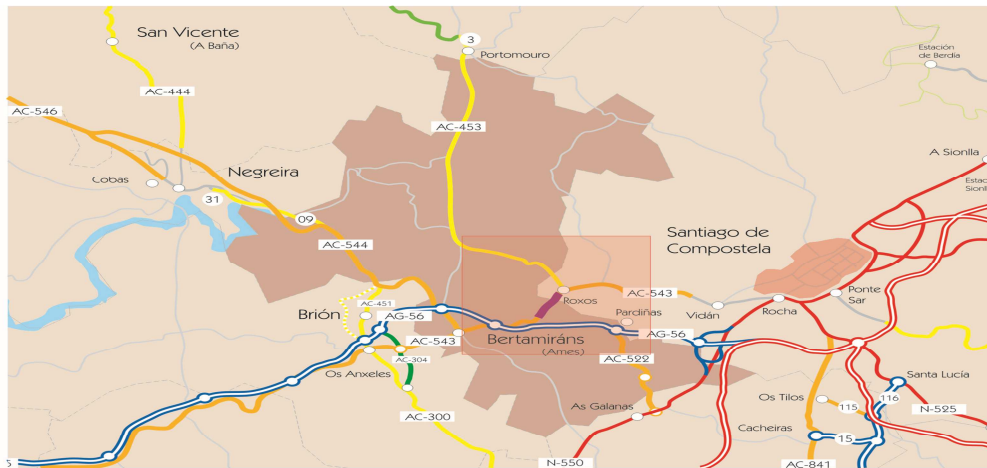 San Vicente
(A Baña)
3
Portomouro
Estación
de Berdía
AC-444
AC-546
AC-453
A Sionlla
Negreira
Cobas
31
09
AC-544
Santiago de
Compostela
Roxos
AC-543
Vidán
Rocha
Ponte
Sar
AC-451
Brión
AG-56
Pardiñas
AG-56
AC-543
Bertamiráns
(Ames)
AC-304
AC-522
Os Anxeles
Santa Lucía
Os Tilos
115
116
N-525
AC-300
As Galanas
Cacheiras
15
N-550
AC-841